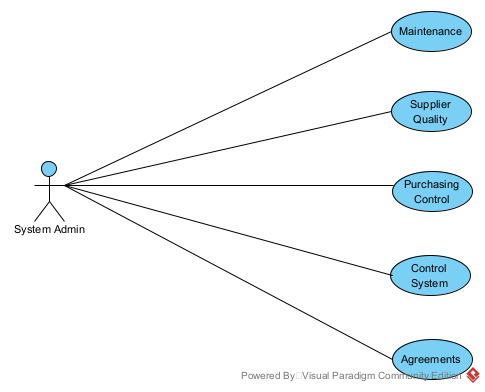 Maintenance
Supplier
Quality
Purchasing
Control
System Admin
Control
System
Agreements
Powered By Visual Paradigm Community Edition